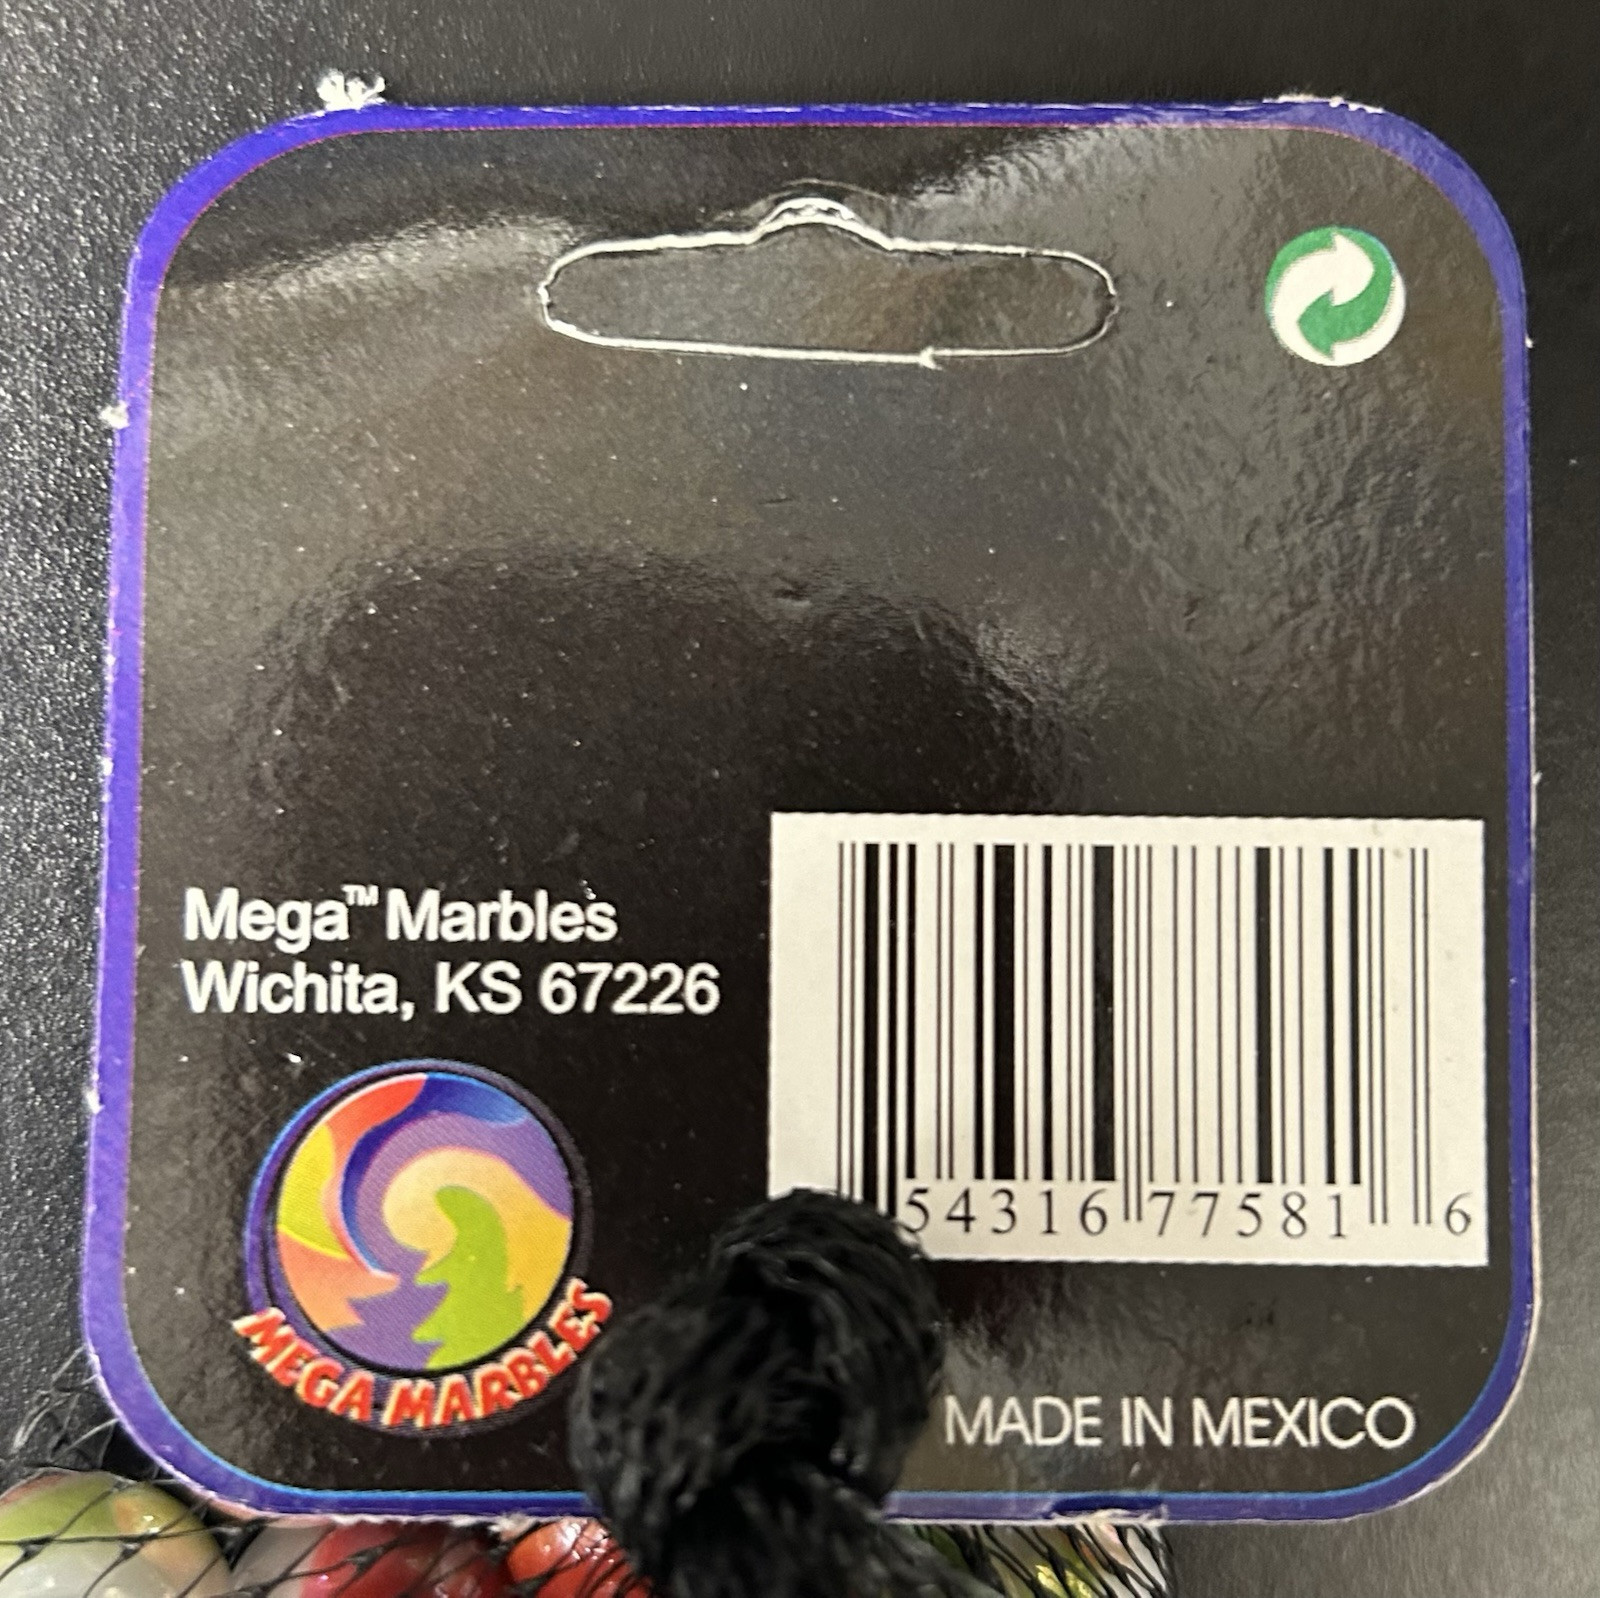 Mega™ Marbles
Wichita, KS 67226
MEGA MARBLES
54316 77581 6
MADE IN MEXICO